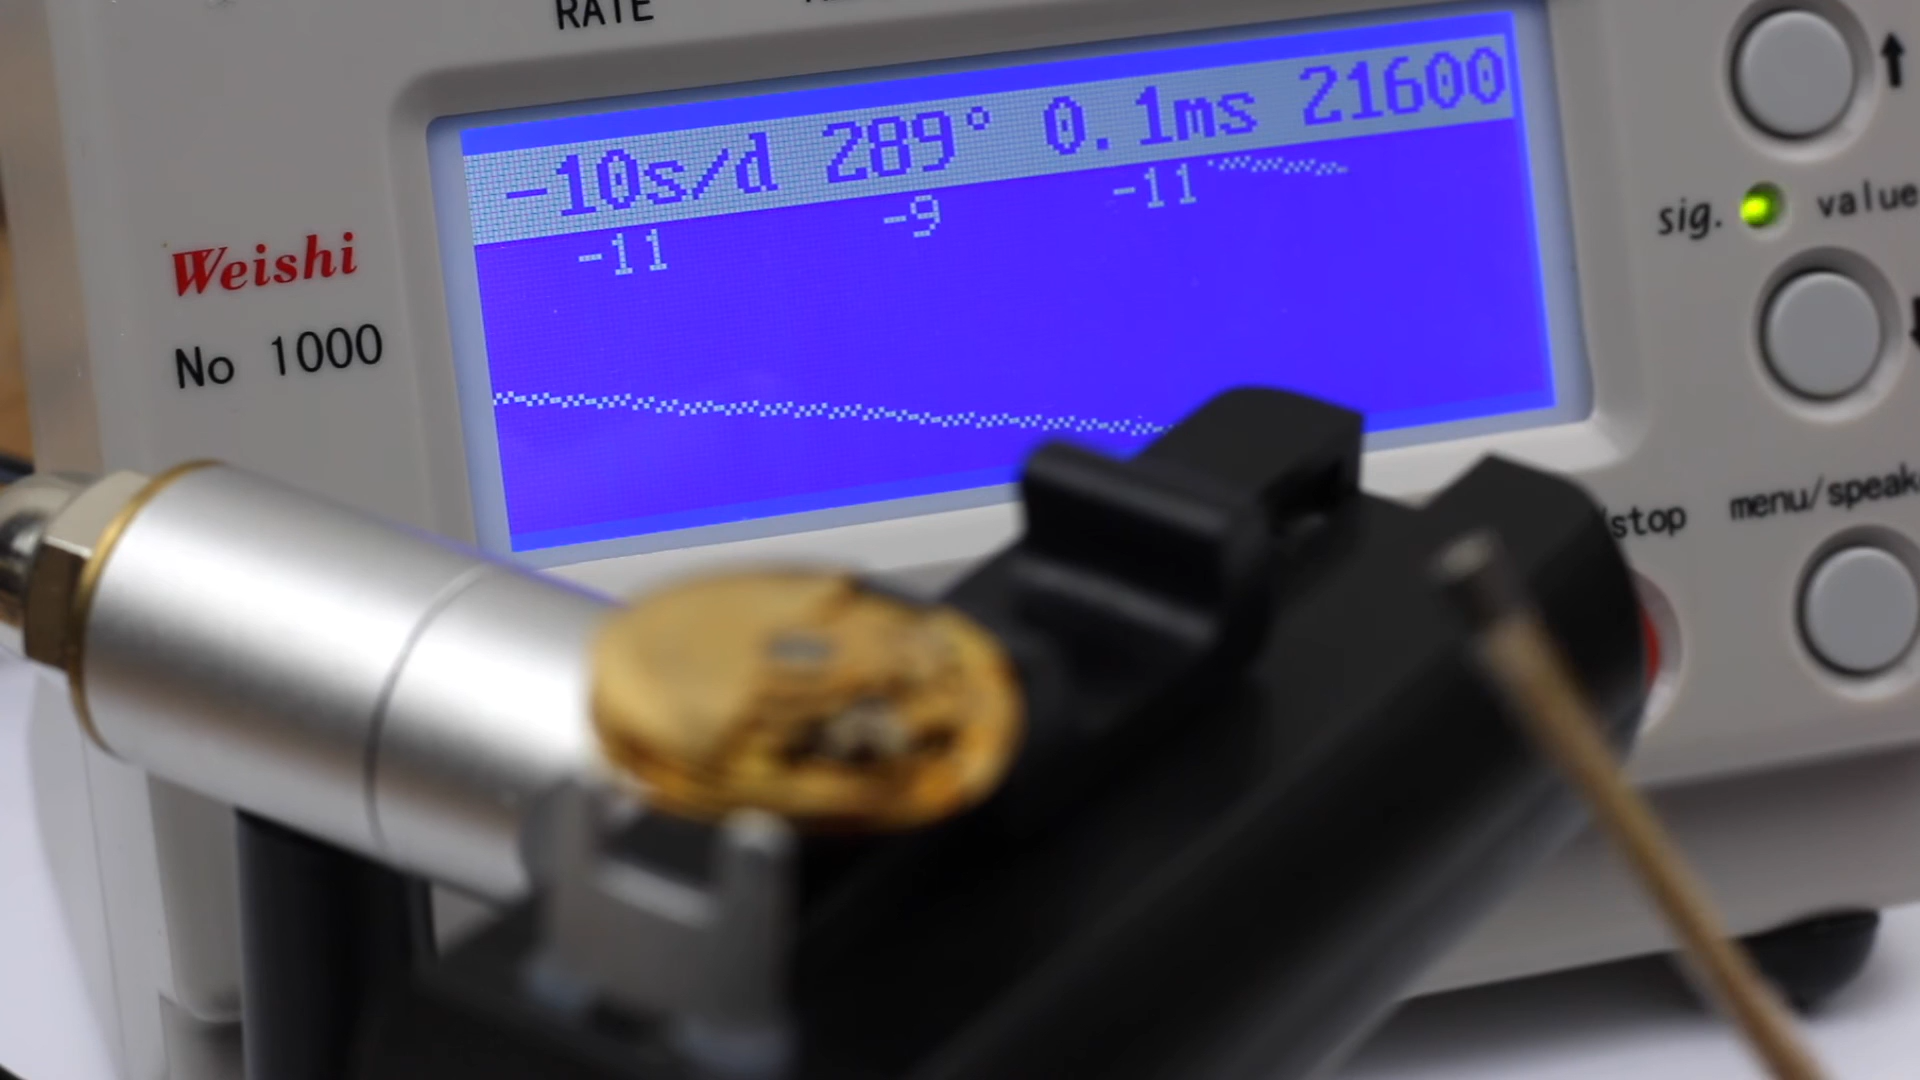 RATE
-10s/d 289° 0.1ms 21600
-11 -9 -11
Weishi
No 1000
sig. value
stop menu/speak